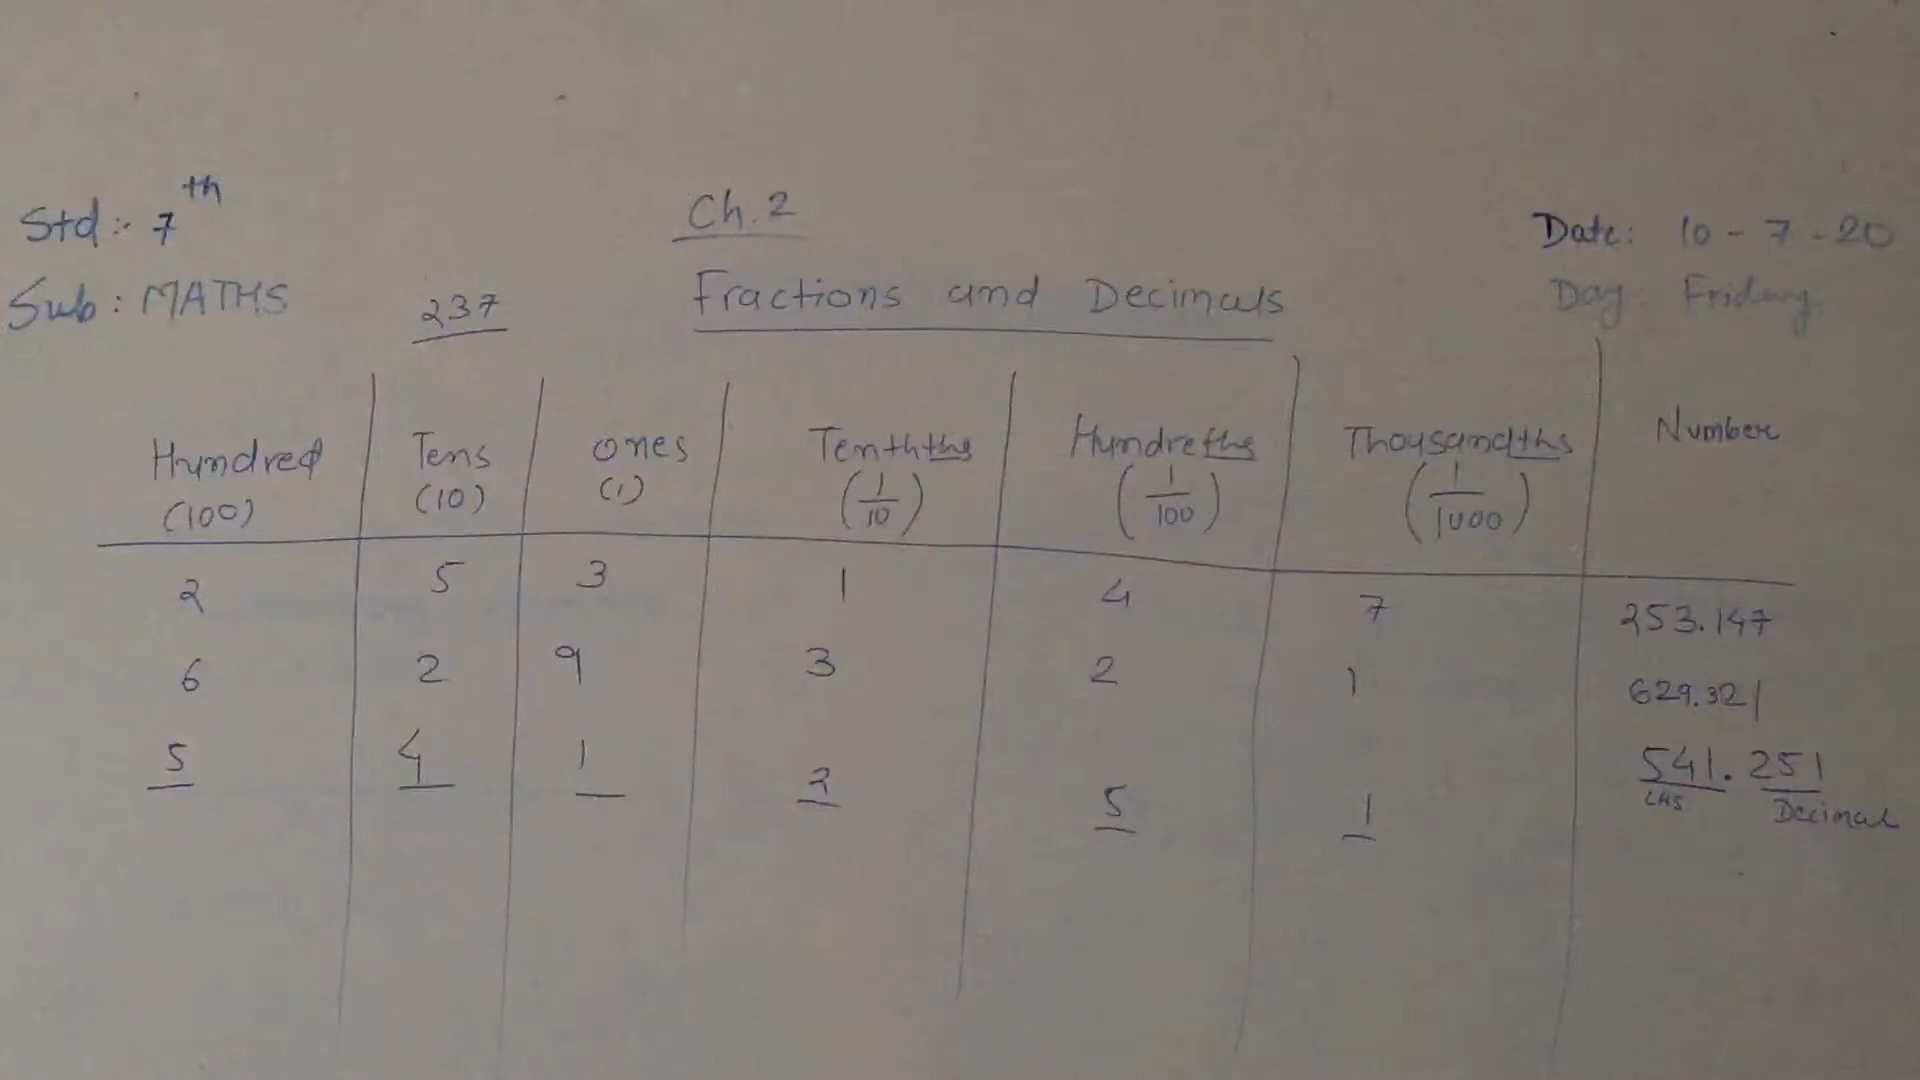 Std:- 7th
Ch. 2
Date: 10 - 7 - 20
Sub: MATHS
237
Fractions and Decimals
Day: Friday
Hundred Tens ones Tenthths Hundreths Thousandths Number
(100) (10) (1) (1/10) (1/100) (1/1000)
2 5 3 1 4 7 253.147
6 2 9 3 2 1 629.321
5 4 1 2 5 1 541.251
LHS Decimal